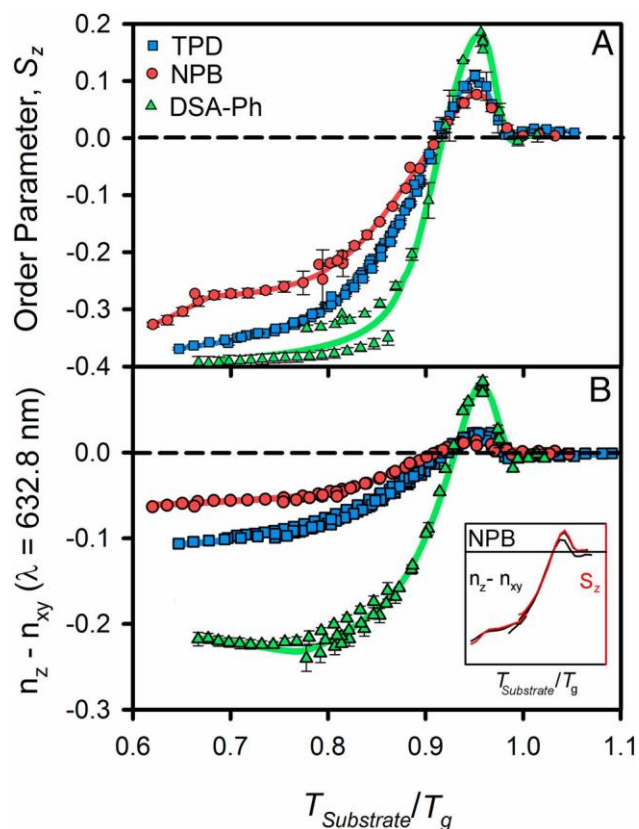 A
TPD
NPB
DSA-Ph
Order Parameter, S_z
0.2
0.1
0.0
-0.1
-0.2
-0.3
-0.4
B
n_z - n_xy (λ = 632.8 nm)
0.0
-0.1
-0.2
-0.3
NPB
n_z - n_xy
S_z
T_Substrate/T_g
0.6 0.7 0.8 0.9 1.0 1.1
T_Substrate/T_g